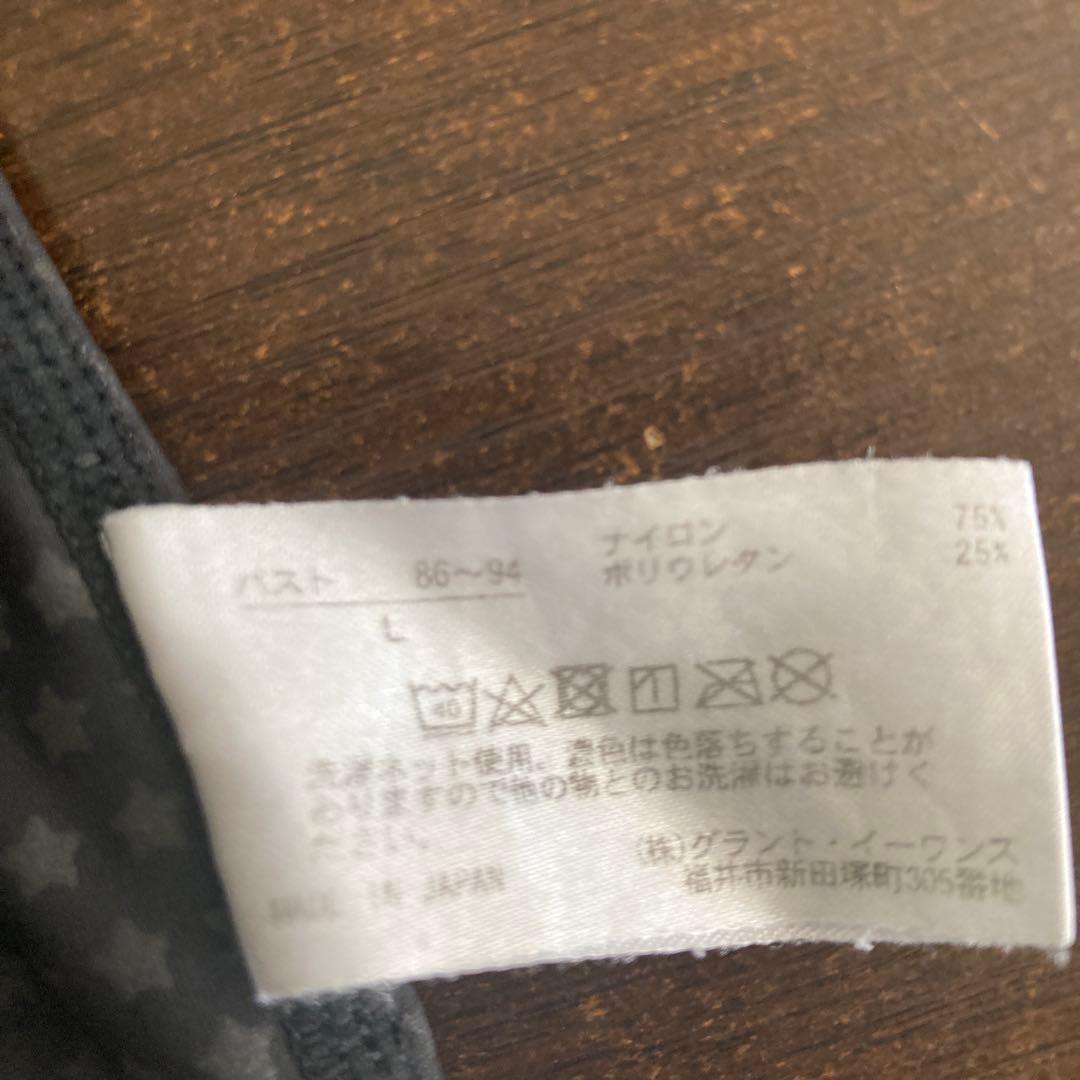 バスト 86〜94
L
ナイロン 75%
ポリウレタン 25%
40
洗濯ネット使用、濃色は色落ちすることが
ありますので他の物とのお洗濯はお避けく
ださい。
MADE IN JAPAN
(株)グラント・イーワンズ
福井市新田塚町305番地